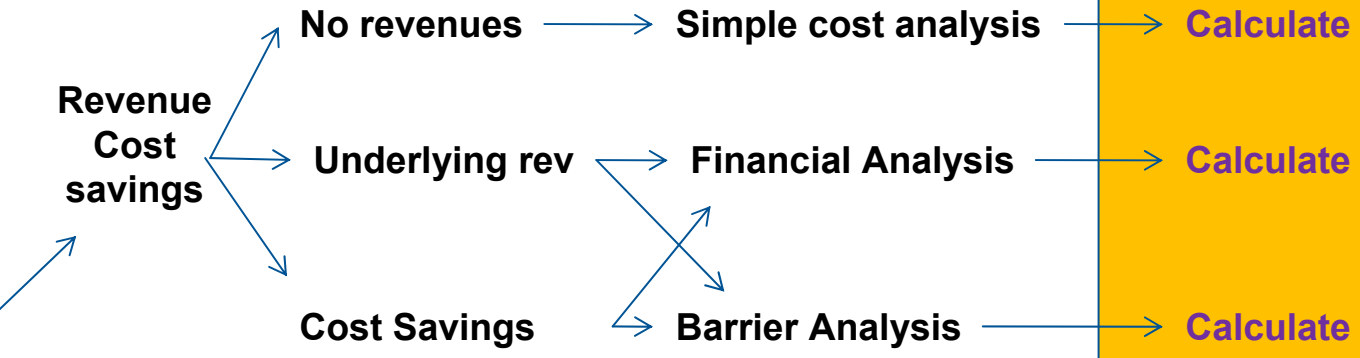 No revenues
Simple cost analysis
Calculate
Revenue
Cost
savings
Underlying rev
Financial Analysis
Calculate
Cost Savings
Barrier Analysis
Calculate